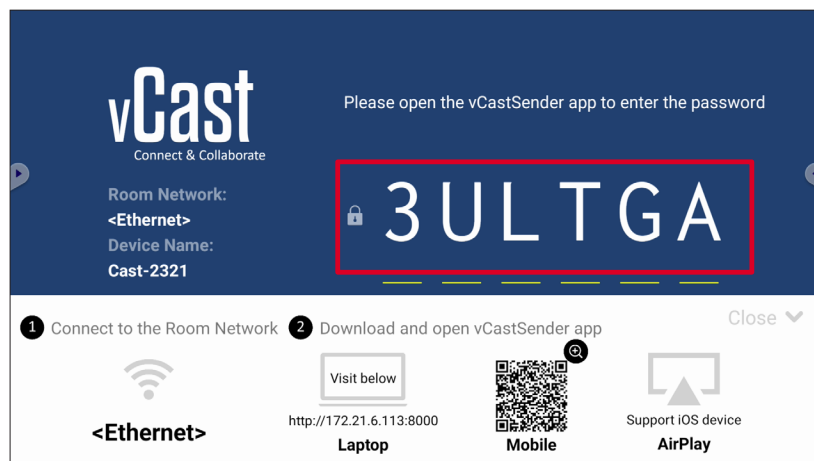 vCast
Connect & Collaborate
Please open the vCastSender app to enter the password
Room Network:
<Ethernet>
Device Name:
Cast-2321
3ULTGA
Close
1 Connect to the Room Network
2 Download and open vCastSender app
<Ethernet>
Visit below
http://172.21.6.113:8000
Laptop
Mobile
Support iOS device
AirPlay